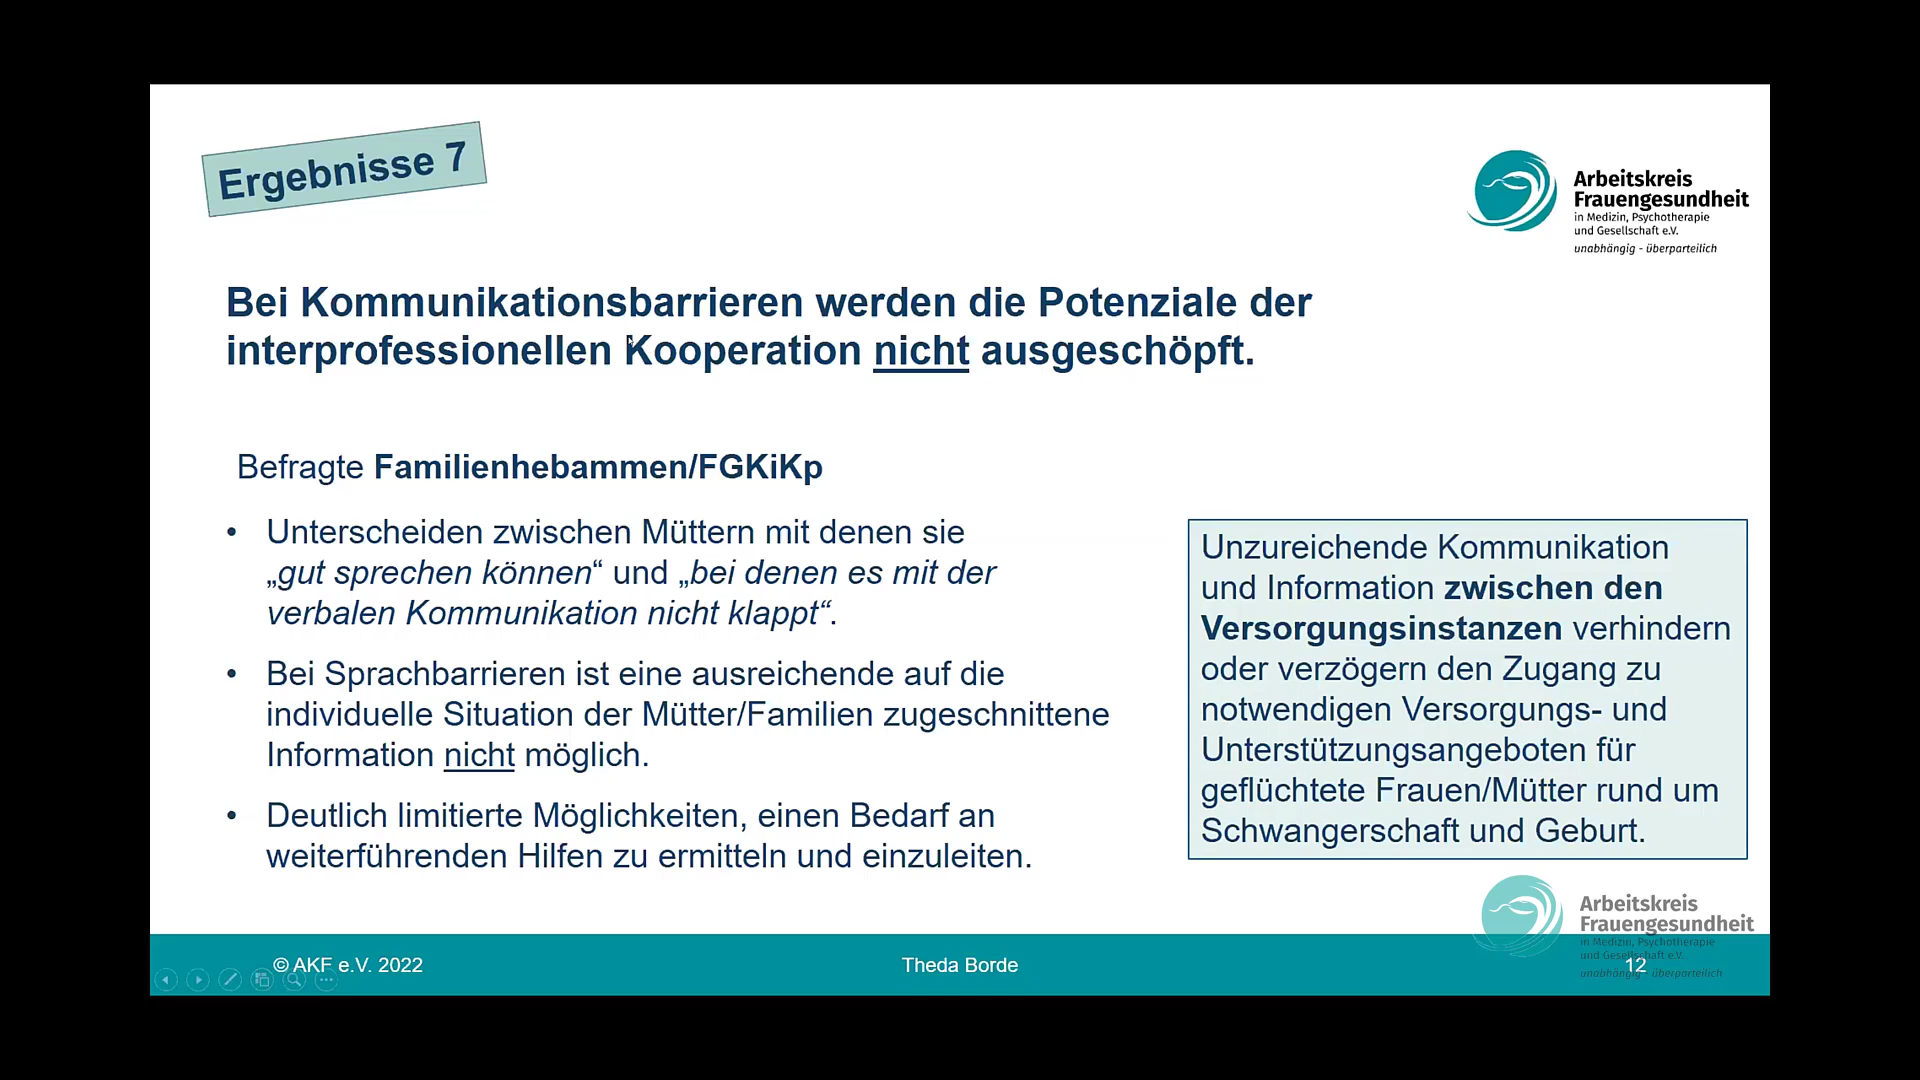 Ergebnisse 7
Arbeitskreis
Frauengesundheit
in Medizin, Psychotherapie
und Gesellschaft e.V.
unabhängig - überparteilich
Bei Kommunikationsbarrieren werden die Potenziale der
interprofessionellen Kooperation nicht ausgeschöpft.
Befragte Familienhebammen/FGKiKp
• Unterscheiden zwischen Müttern mit denen sie
„gut sprechen können“ und „bei denen es mit der
verbalen Kommunikation nicht klappt“.
• Bei Sprachbarrieren ist eine ausreichende auf die
individuelle Situation der Mütter/Familien zugeschnittene
Information nicht möglich.
• Deutlich limitierte Möglichkeiten, einen Bedarf an
weiterführenden Hilfen zu ermitteln und einzuleiten.
Unzureichende Kommunikation
und Information zwischen den
Versorgungsinstanzen verhindern
oder verzögern den Zugang zu
notwendigen Versorgungs- und
Unterstützungsangeboten für
geflüchtete Frauen/Mütter rund um
Schwangerschaft und Geburt.
Arbeitskreis
Frauengesundheit
in Medizin, Psychotherapie
und Gesellschaft e.V.
unabhängig - überparteilich
© AKF e.V. 2022
Theda Borde
12